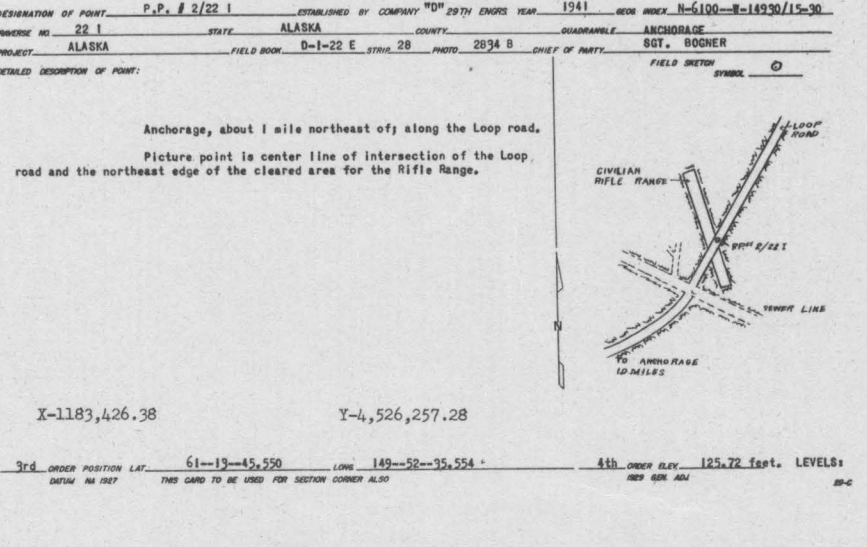 DESIGNATION OF POINT P.P. # 2/22 I ESTABLISHED BY COMPANY "D" 29TH ENGRS YEAR 1941 GEOG INDEX N-6100--W-14930/15-90
RAVERSE NO. 22 I STATE ALASKA COUNTY QUADRANGLE ANCHORAGE
PROJECT ALASKA FIELD BOOK D-1-22 E STRIP 28 PHOTO 2834 B CHIEF OF PARTY SGT. BOGNER
DETAILED DESCRIPTION OF POINT:
FIELD SKETCH
SYMBOL
Anchorage, about 1 mile northeast of; along the Loop road.
Picture point is center line of intersection of the Loop
road and the northeast edge of the cleared area for the Rifle Range.
LOOP
ROAD
CIVILIAN
RIFLE RANGE
PP# 2/22 I
SEWER LINE
N
TO ANCHORAGE
1.0 MILES
X-1183,426.38 Y-4,526,257.28
3rd ORDER POSITION LAT. 61--13--45.550 LONG 149--52--35.554 4th ORDER ELEV. 125.72 feet. LEVELS:
DATUM NA 1927 THIS CARD TO BE USED FOR SECTION CORNER ALSO 1929 GEN. ADJ